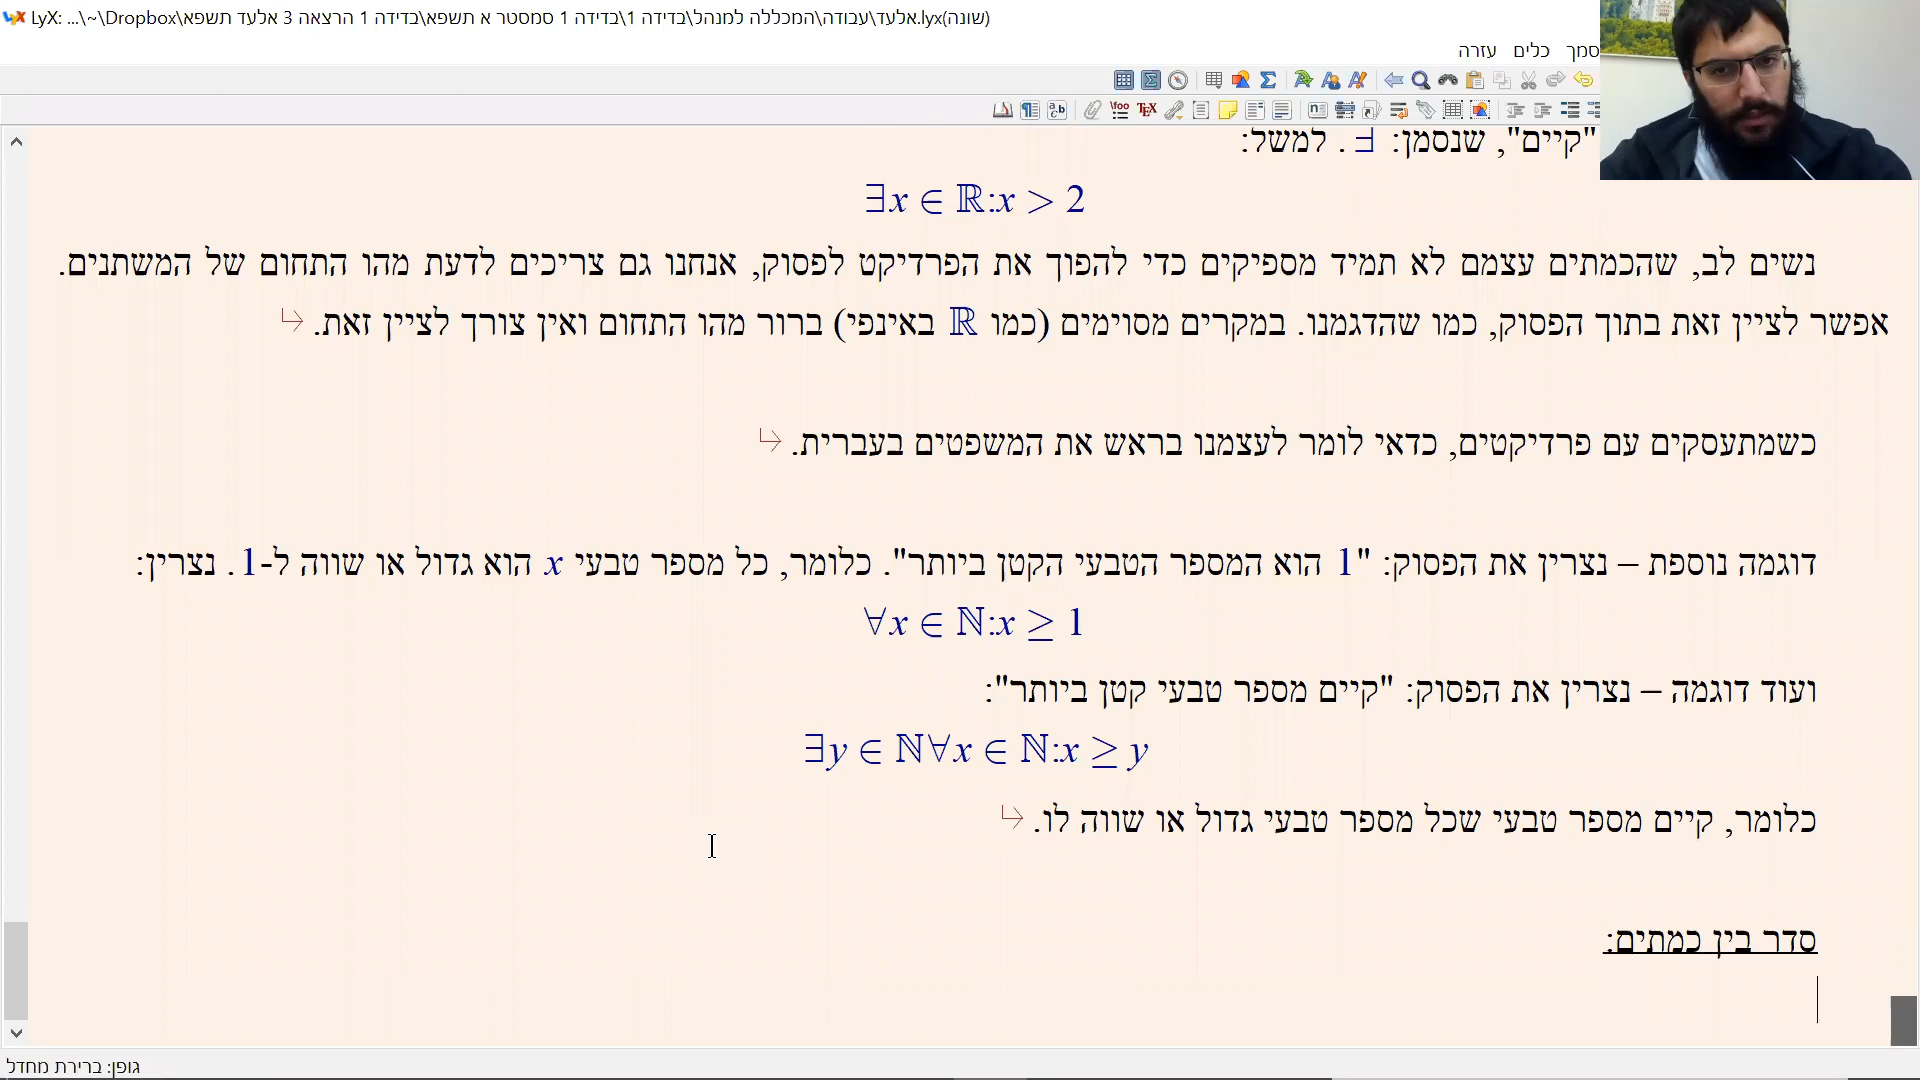 LyX: ...\~\Dropbox\אלעד\עבודה\המכללה למנהל\בדידה 1\בדידה 1 סמסטר א תשפא\בדידה 1 הרצאה 3 אלעד תשפא.lyx(שונה)
סמך כלים עזרה
"קיים", שנסמן: ∃. למשל:
∃x ∈ ℝ:x > 2
נשים לב, שהכמתים עצמם לא תמיד מספיקים כדי להפוך את הפרדיקט לפסוק, אנחנו גם צריכים לדעת מהו התחום של המשתנים.
אפשר לציין זאת בתוך הפסוק, כמו שהדגמנו. במקרים מסוימים (כמו ℝ באינפי) ברור מהו התחום ואין צורך לציין זאת.
כשמתעסקים עם פרדיקטים, כדאי לומר לעצמנו בראש את המשפטים בעברית.
דוגמה נוספת – נצרין את הפסוק: "1 הוא המספר הטבעי הקטן ביותר". כלומר, כל מספר טבעי x הוא גדול או שווה ל-1. נצרין:
∀x ∈ ℕ:x ≥ 1
ועוד דוגמה – נצרין את הפסוק: "קיים מספר טבעי קטן ביותר":
∃y ∈ ℕ∀x ∈ ℕ:x ≥ y
כלומר, קיים מספר טבעי שכל מספר טבעי גדול או שווה לו.
סדר בין כמתים:
גופן: ברירת מחדל